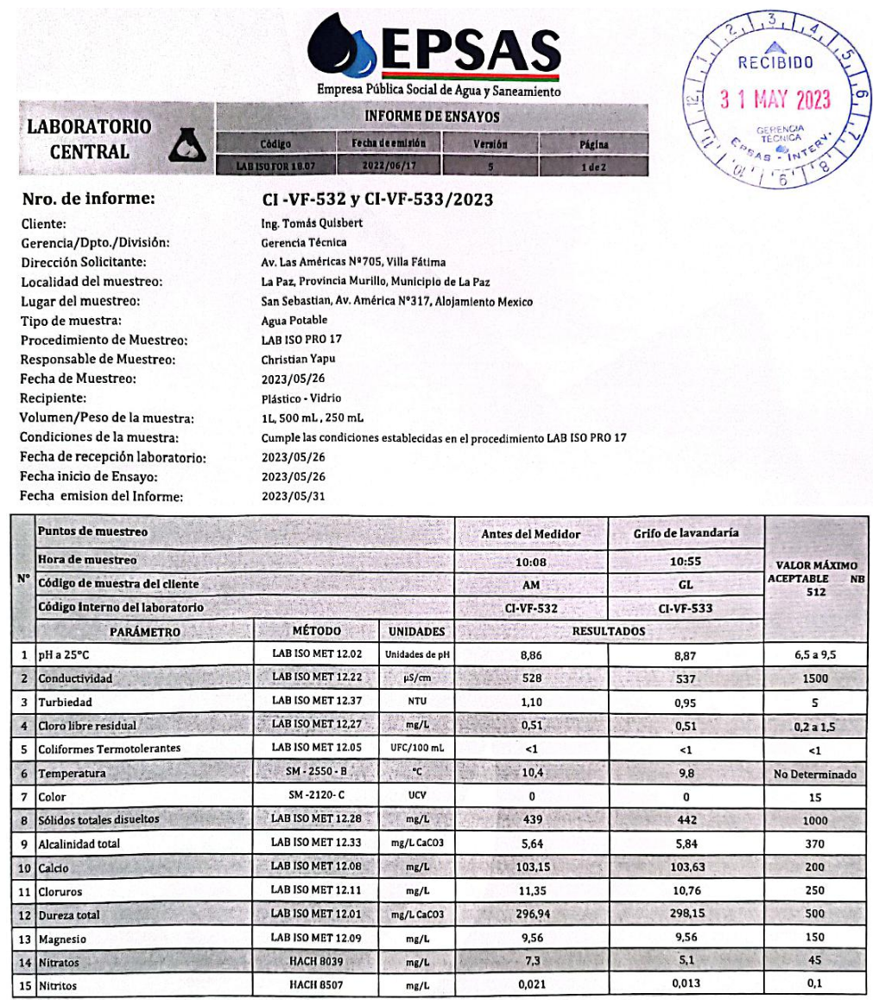 EPSAS
Empresa Pública Social de Agua y Saneamiento
RECIBIDO
31 MAY 2023
GERENCIA
TÉCNICA
EPSAS - INTERV.
1 2 3 4 5 6 7 8 9 10 11 12
LABORATORIO
CENTRAL
INFORME DE ENSAYOS
Código Fecha de emisión Versión Página
LAB ISO FOR 18.07 2022/06/17 5 1 de 2
Nro. de informe: CI -VF-532 y CI-VF-533/2023
Cliente: Ing. Tomás Quisbert
Gerencia/Dpto./División: Gerencia Técnica
Dirección Solicitante: Av. Las Américas Nº705, Villa Fátima
Localidad del muestreo: La Paz, Provincia Murillo, Municipio de La Paz
Lugar del muestreo: San Sebastian, Av. América N°317, Alojamiento Mexico
Tipo de muestra: Agua Potable
Procedimiento de Muestreo: LAB ISO PRO 17
Responsable de Muestreo: Christian Yapu
Fecha de Muestreo: 2023/05/26
Recipiente: Plástico - Vidrio
Volumen/Peso de la muestra: 1L, 500 mL , 250 mL
Condiciones de la muestra: Cumple las condiciones establecidas en el procedimiento LAB ISO PRO 17
Fecha de recepción laboratorio: 2023/05/26
Fecha inicio de Ensayo: 2023/05/26
Fecha emision del Informe: 2023/05/31
N° Puntos de muestreo Antes del Medidor Grifo de lavandaría VALOR MÁXIMO ACEPTABLE NB 512
Hora de muestreo 10:08 10:55
Código de muestra del cliente AM GL
Código Interno del laboratorio CI-VF-532 CI-VF-533
PARÁMETRO MÉTODO UNIDADES RESULTADOS
1 pH a 25°C LAB ISO MET 12.02 Unidades de pH 8,86 8,87 6,5 a 9,5
2 Conductividad LAB ISO MET 12.22 µS/cm 528 537 1500
3 Turbiedad LAB ISO MET 12.37 NTU 1,10 0,95 5
4 Cloro libre residual LAB ISO MET 12,27 mg/L 0,51 0,51 0,2 a 1,5
5 Coliformes Termotolerantes LAB ISO MET 12.05 UFC/100 mL <1 <1 <1
6 Temperatura SM - 2550 - B °C 10,4 9,8 No Determinado
7 Color SM -2120- C UCV 0 0 15
8 Sólidos totales disueltos LAB ISO MET 12.28 mg/L 439 442 1000
9 Alcalinidad total LAB ISO MET 12.33 mg/L CaCO3 5,64 5,84 370
10 Calcio LAB ISO MET 12.08 mg/L 103,15 103,63 200
11 Cloruros LAB ISO MET 12.11 mg/L 11,35 10,76 250
12 Dureza total LAB ISO MET 12.01 mg/L CaCO3 296,94 298,15 500
13 Magnesio LAB ISO MET 12.09 mg/L 9,56 9,56 150
14 Nitratos HACH 8039 mg/L 7,3 5,1 45
15 Nitritos HACH 8507 mg/L 0,021 0,013 0,1